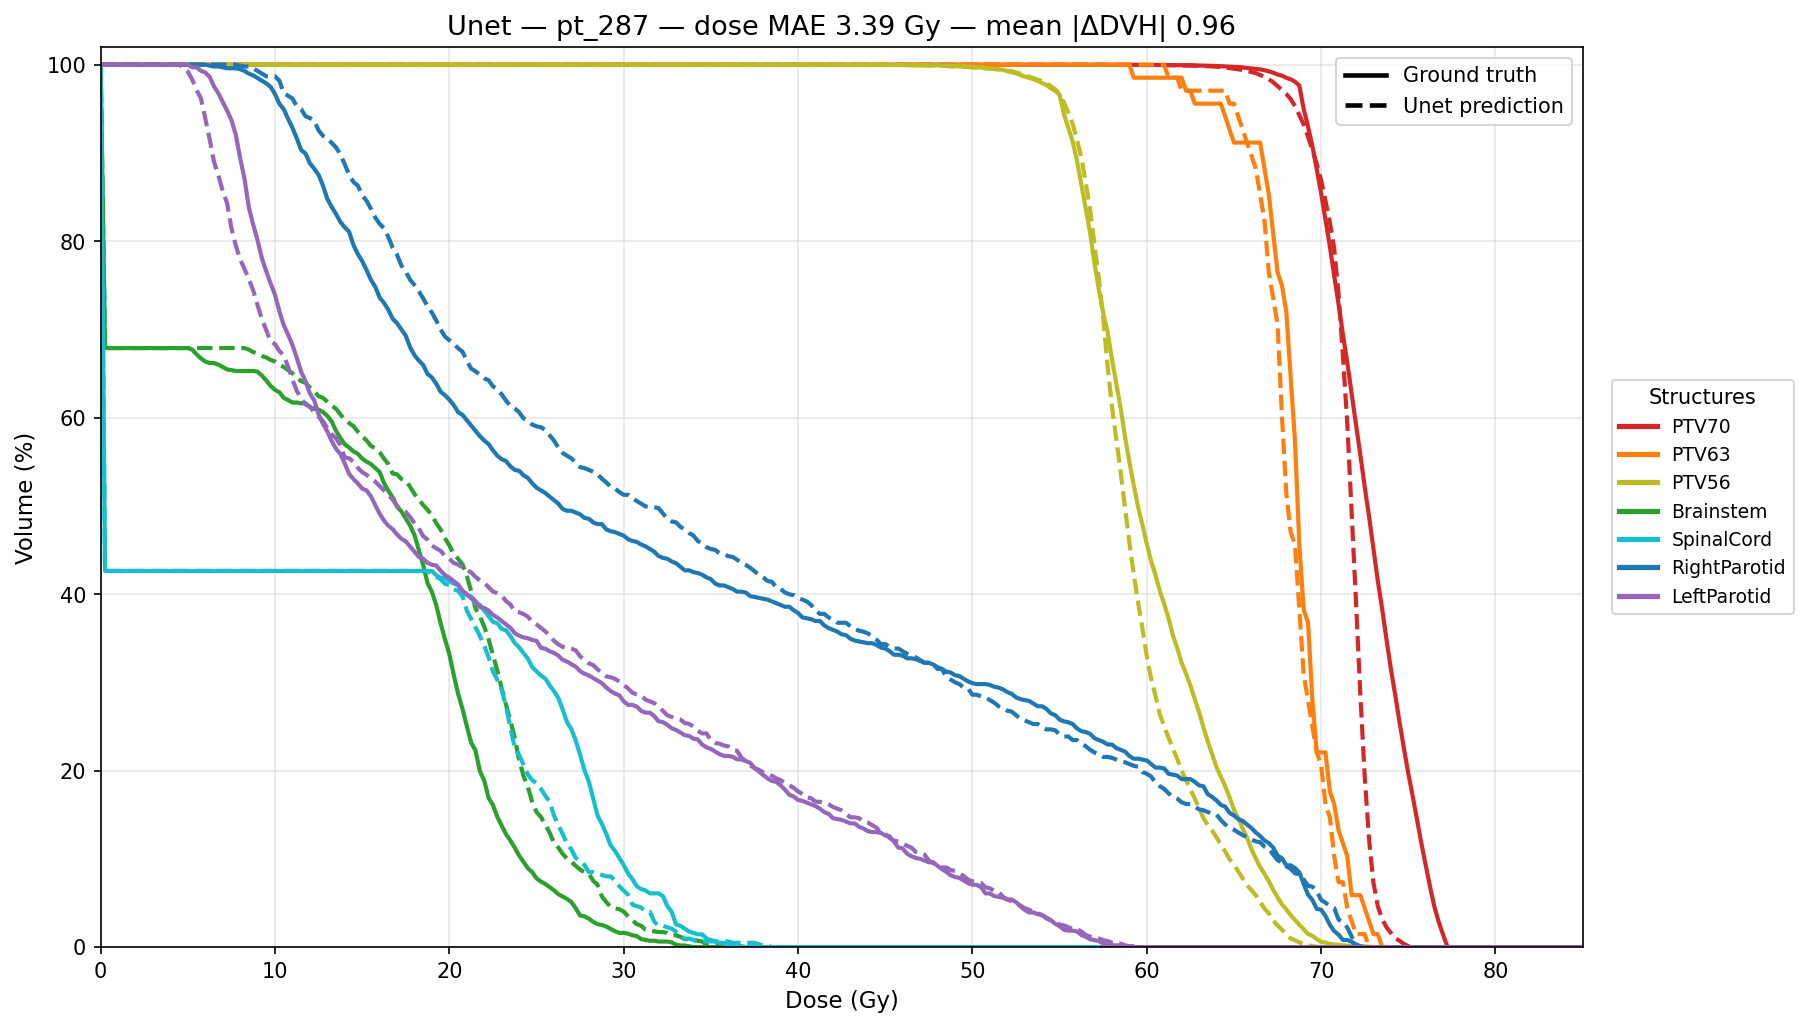 Unet — pt_287 — dose MAE 3.39 Gy — mean |ΔDVH| 0.96
Ground truth
Unet prediction
Volume (%)
100
80
60
40
20
0
0 10 20 30 40 50 60 70 80
Dose (Gy)
Structures
PTV70
PTV63
PTV56
Brainstem
SpinalCord
RightParotid
LeftParotid